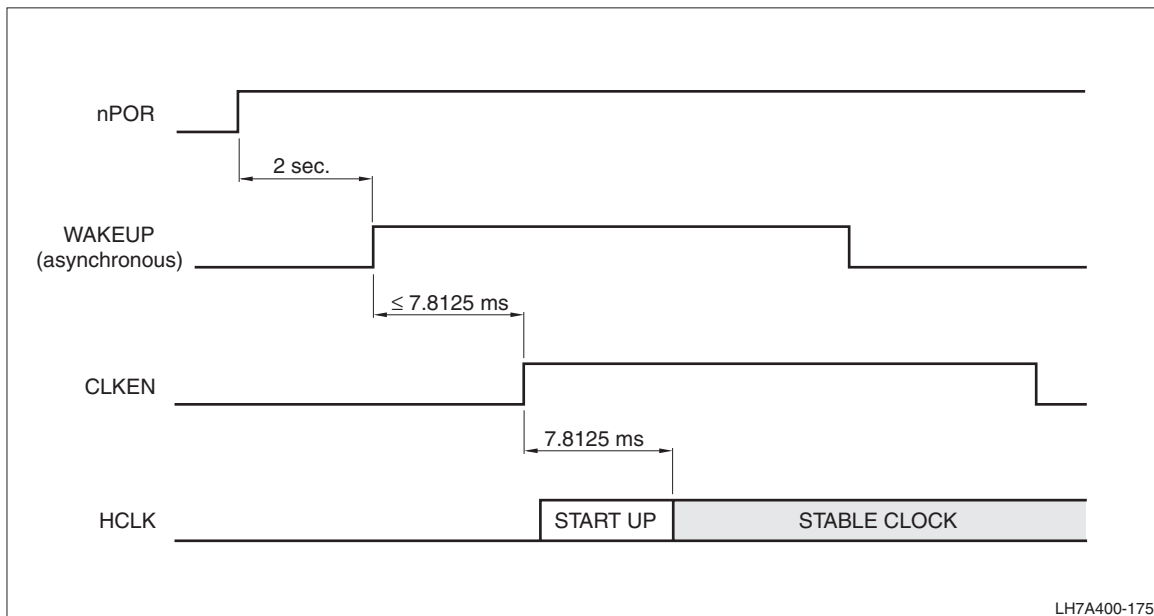 nPOR
2 sec.
WAKEUP
(asynchronous)
≤ 7.8125 ms
CLKEN
7.8125 ms
HCLK
START UP
STABLE CLOCK
LH7A400-175